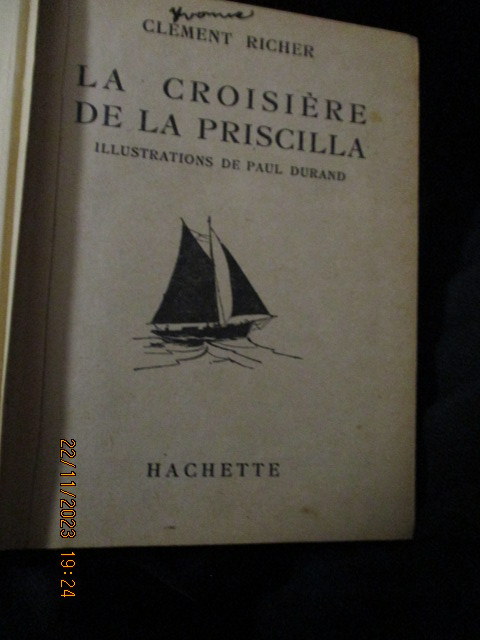 Yvonne
CLÉMENT RICHER
LA CROISIÈRE
DE LA PRISCILLA
ILLUSTRATIONS DE PAUL DURAND
HACHETTE
22/11/2023 19:24